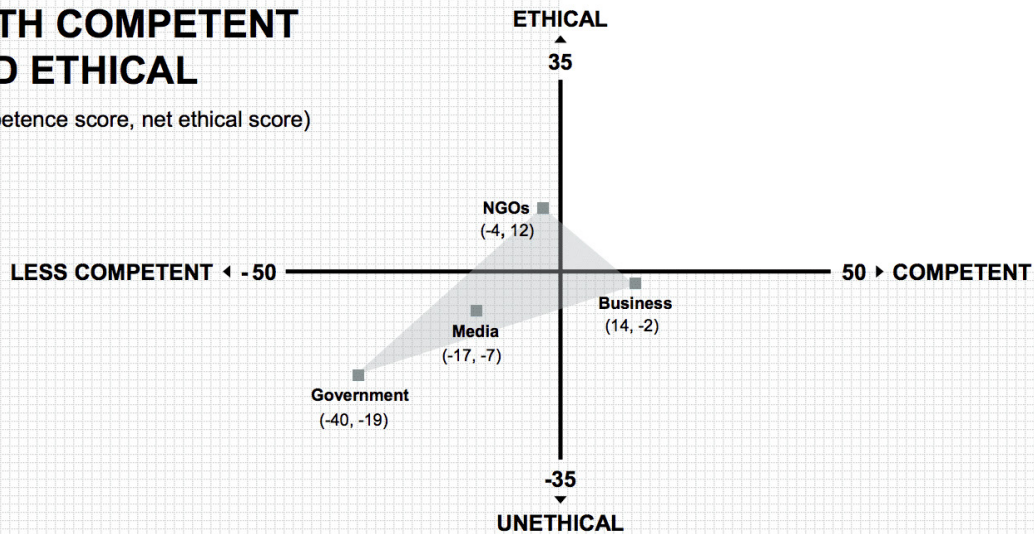 TH COMPETENT
D ETHICAL
etence score, net ethical score)
ETHICAL
35
NGOs
(-4, 12)
LESS COMPETENT -50
50 COMPETENT
Business
(14, -2)
Media
(-17, -7)
Government
(-40, -19)
-35
UNETHICAL